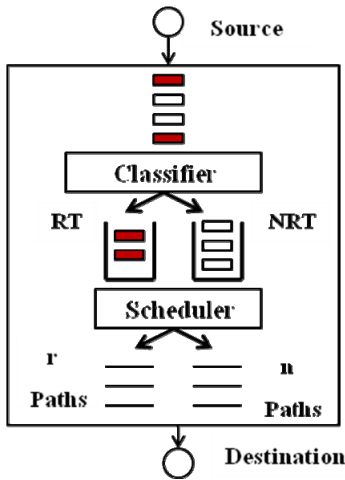 Source
Classifier
RT
NRT
Scheduler
r
n
Paths
Paths
Destination